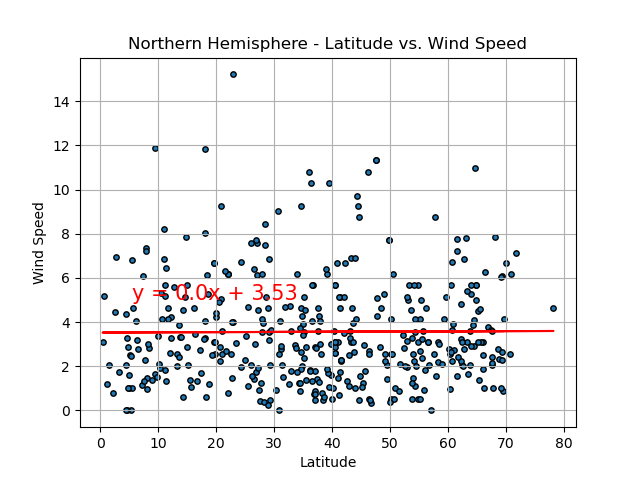 Northern Hemisphere - Latitude vs. Wind Speed
Wind Speed
14
12
10
8
6
4
2
0
y = 0.0x + 3.53
0 10 20 30 40 50 60 70 80
Latitude